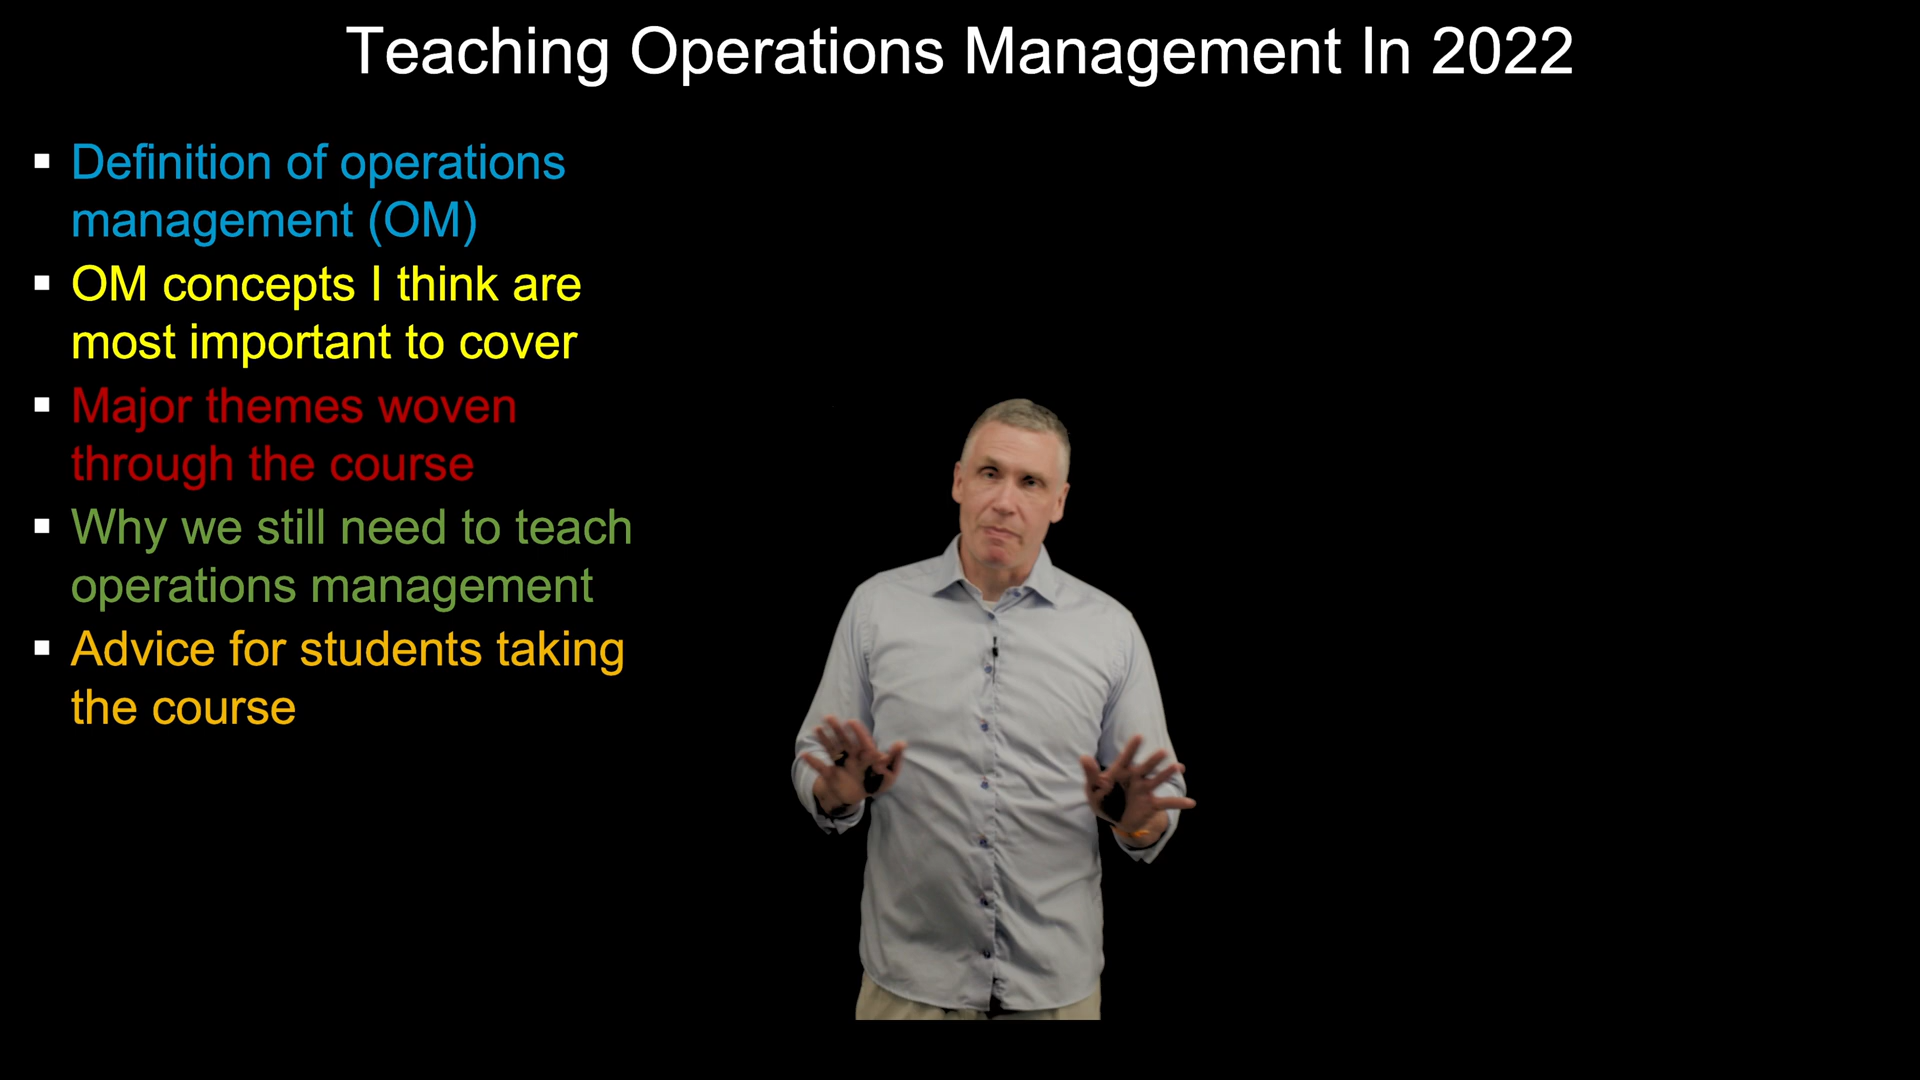 Teaching Operations Management In 2022
▪ Definition of operations
management (OM)
▪ OM concepts I think are
most important to cover
▪ Major themes woven
through the course
▪ Why we still need to teach
operations management
▪ Advice for students taking
the course